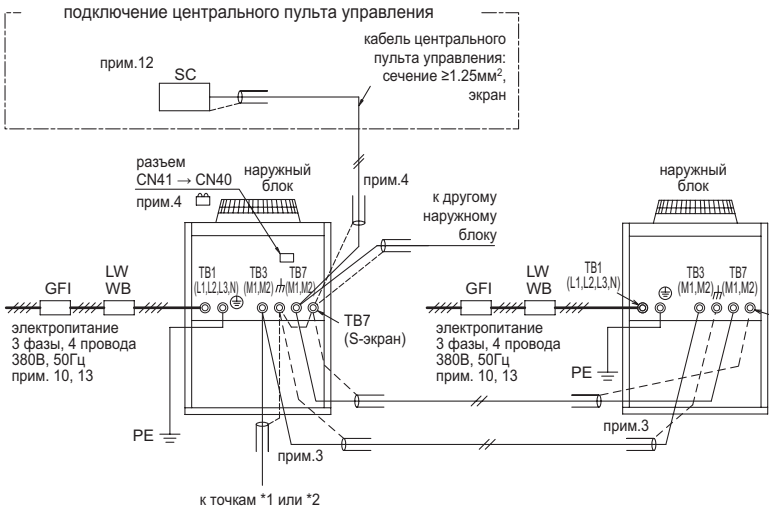 подключение центрального пульта управления
прим.12
SC
кабель центрального
пульта управления:
сечение ≥1.25мм²,
экран
разъем
CN41 → CN40
прим.4
наружный
блок
прим.4
к другому
наружному
блоку
наружный
блок
GFI
LW
WB
TB1
(L1,L2,L3,N)
TB3
(M1,M2)
TB7
(M1,M2)
TB7
(S-экран)
электропитание
3 фазы, 4 провода
380В, 50Гц
прим. 10, 13
PE
GFI
LW
WB
TB1
(L1,L2,L3,N)
TB3
(M1,M2)
TB7
(M1,M2)
электропитание
3 фазы, 4 провода
380В, 50Гц
прим. 10, 13
PE
прим.3
прим.3
к точкам *1 или *2